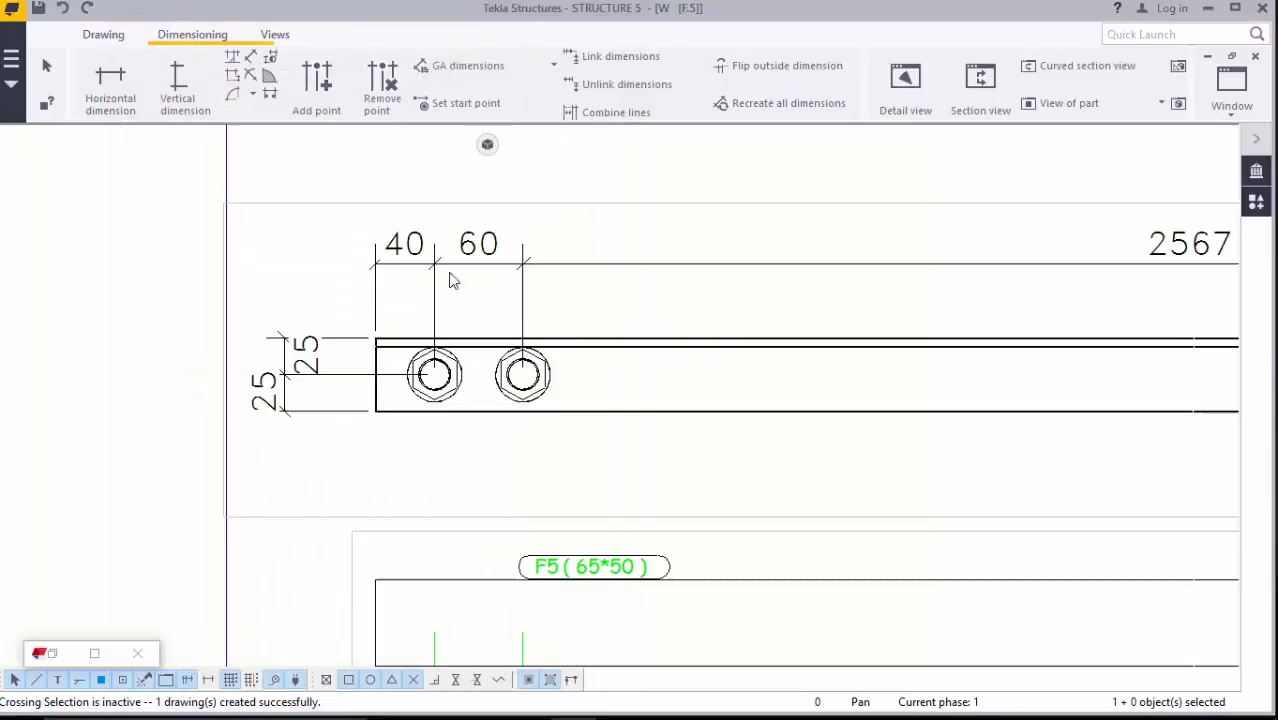 Tekla Structures - STRUCTURE 5 - [W [F.5]]
Log in
Drawing
Dimensioning
Views
Quick Launch
Horizontal dimension
Vertical dimension
Add point
Remove point
GA dimensions
Set start point
Link dimensions
Unlink dimensions
Combine lines
Flip outside dimension
Recreate all dimensions
Detail view
Section view
Curved section view
View of part
Window
40
60
2567
25
25
F5 ( 65*50 )
Crossing Selection is inactive -- 1 drawing(s) created successfully.
0
Pan
Current phase: 1
1 + 0 object(s) selected